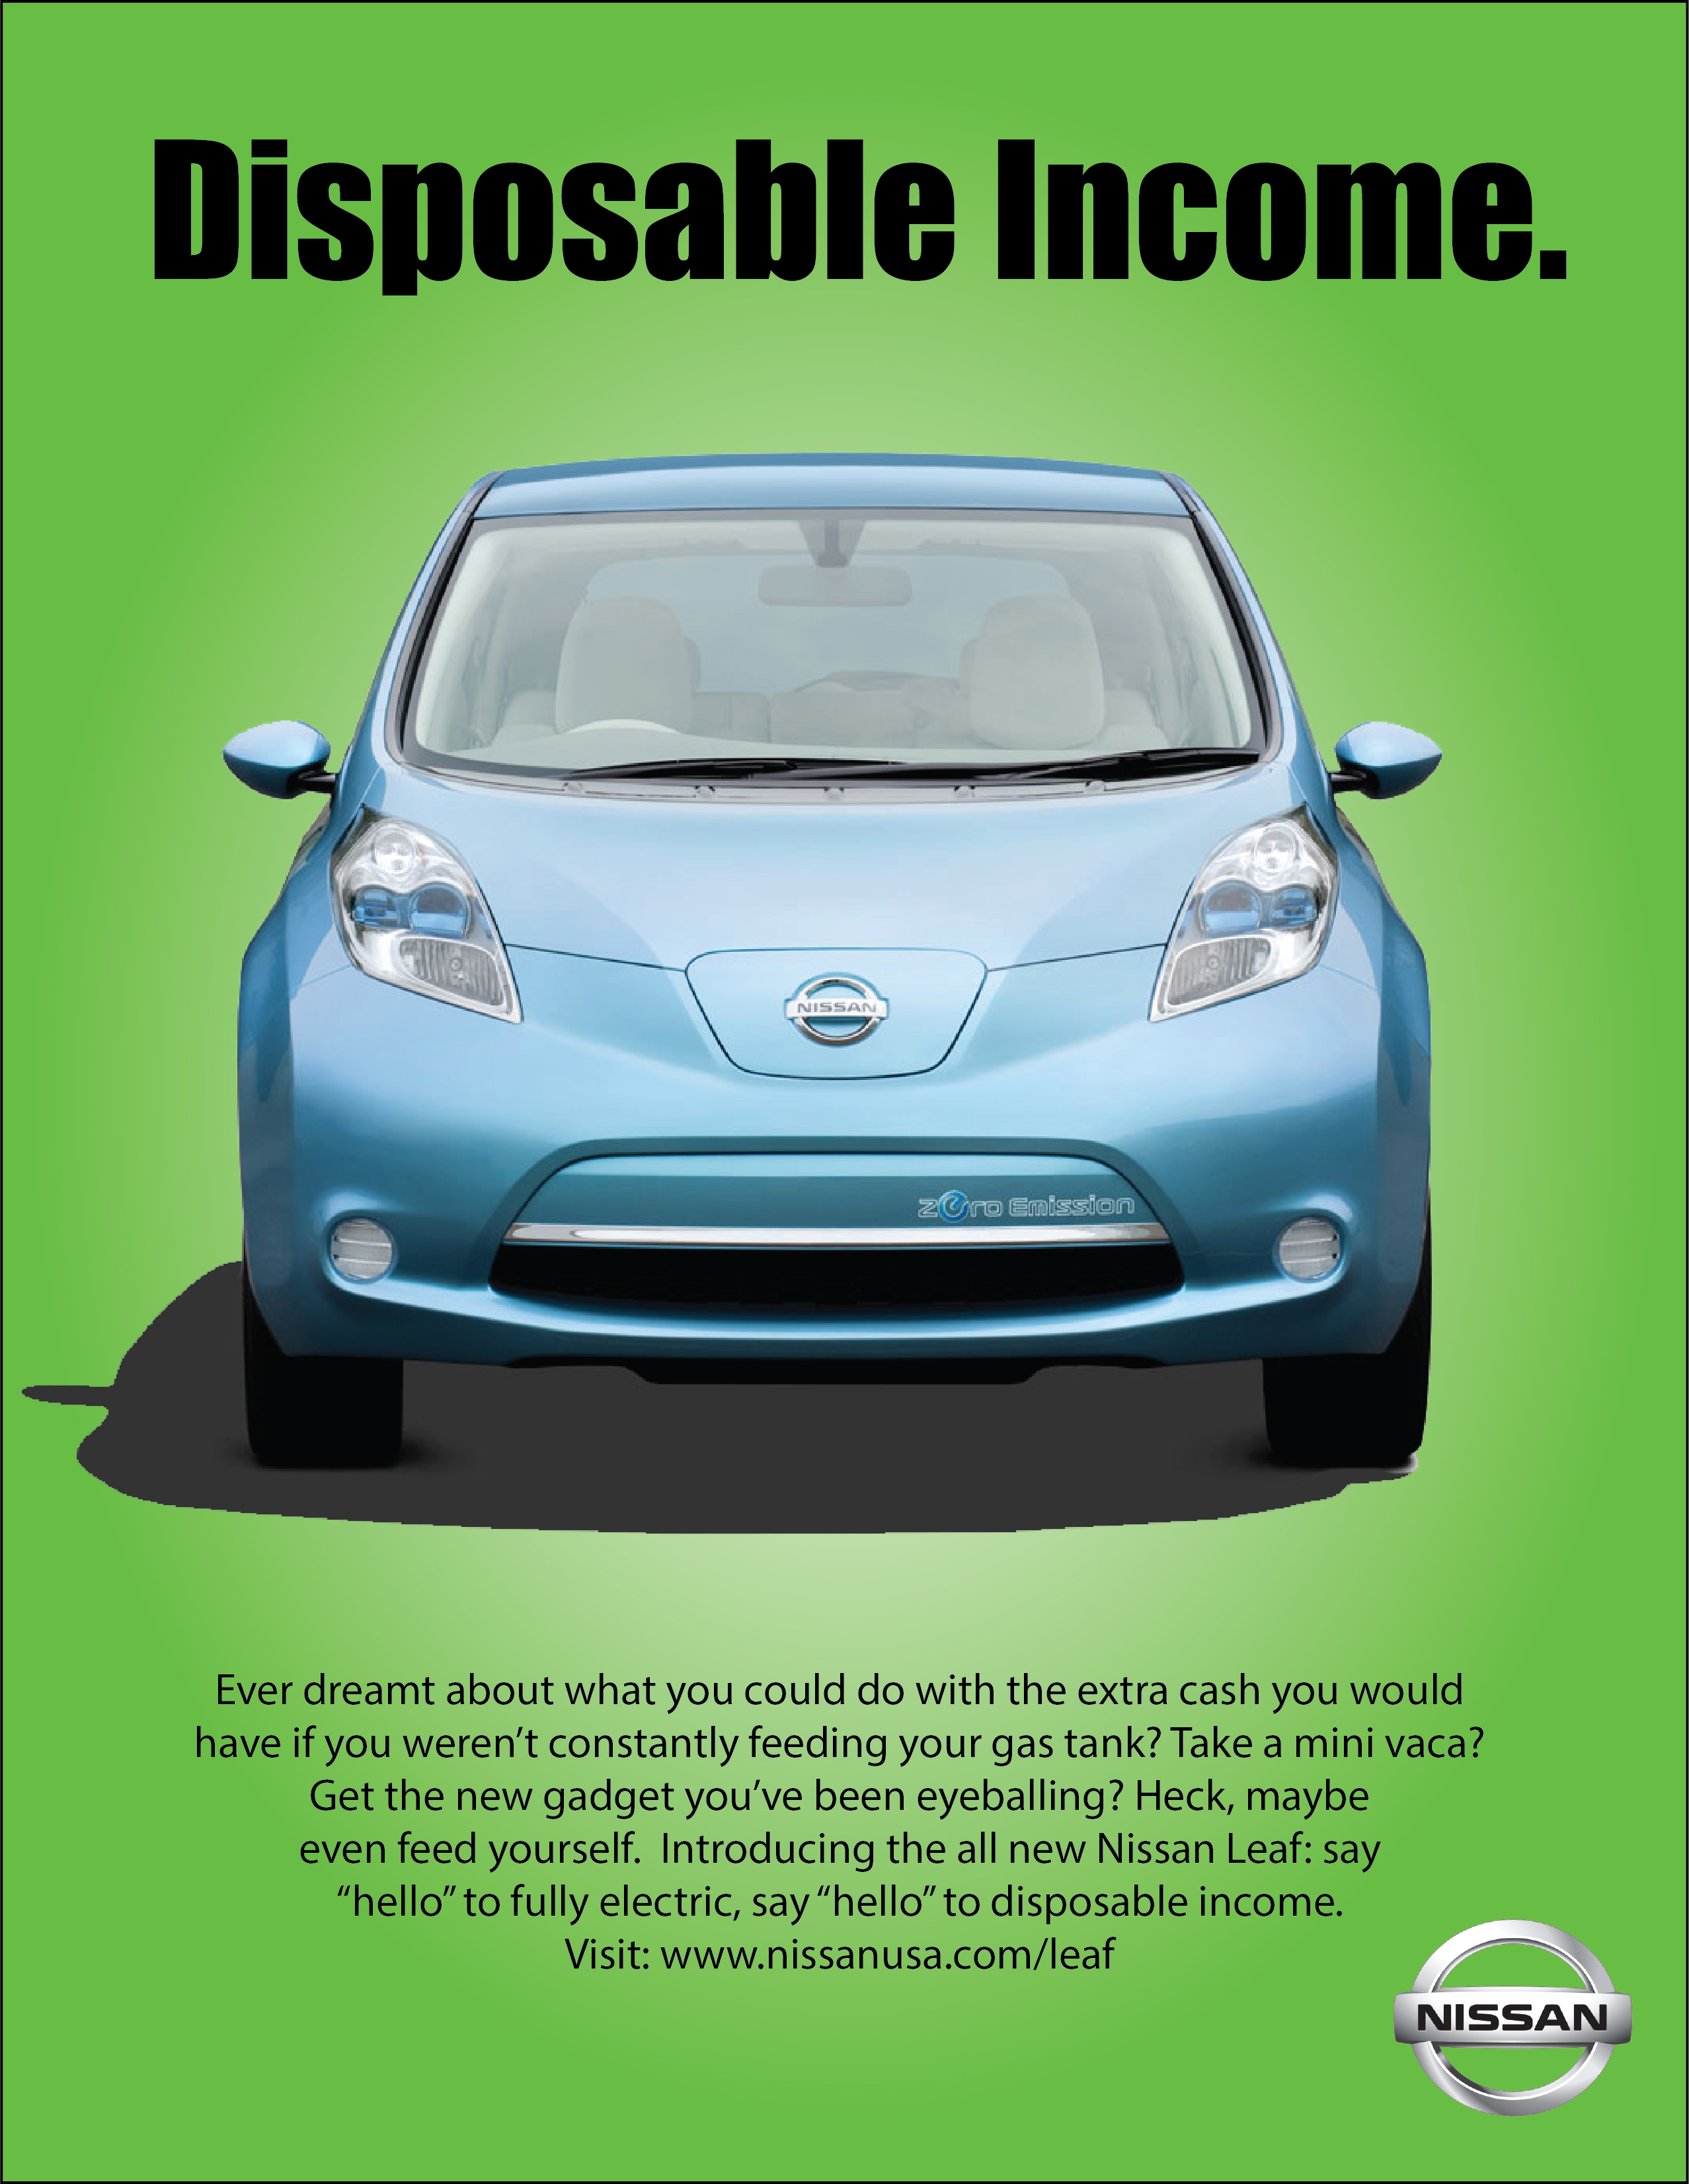 Disposable Income.
NISSAN
zero Emission
Ever dreamt about what you could do with the extra cash you would
have if you weren’t constantly feeding your gas tank? Take a mini vaca?
Get the new gadget you’ve been eyeballing? Heck, maybe
even feed yourself.  Introducing the all new Nissan Leaf: say
“hello” to fully electric, say “hello” to disposable income.
Visit: www.nissanusa.com/leaf
NISSAN